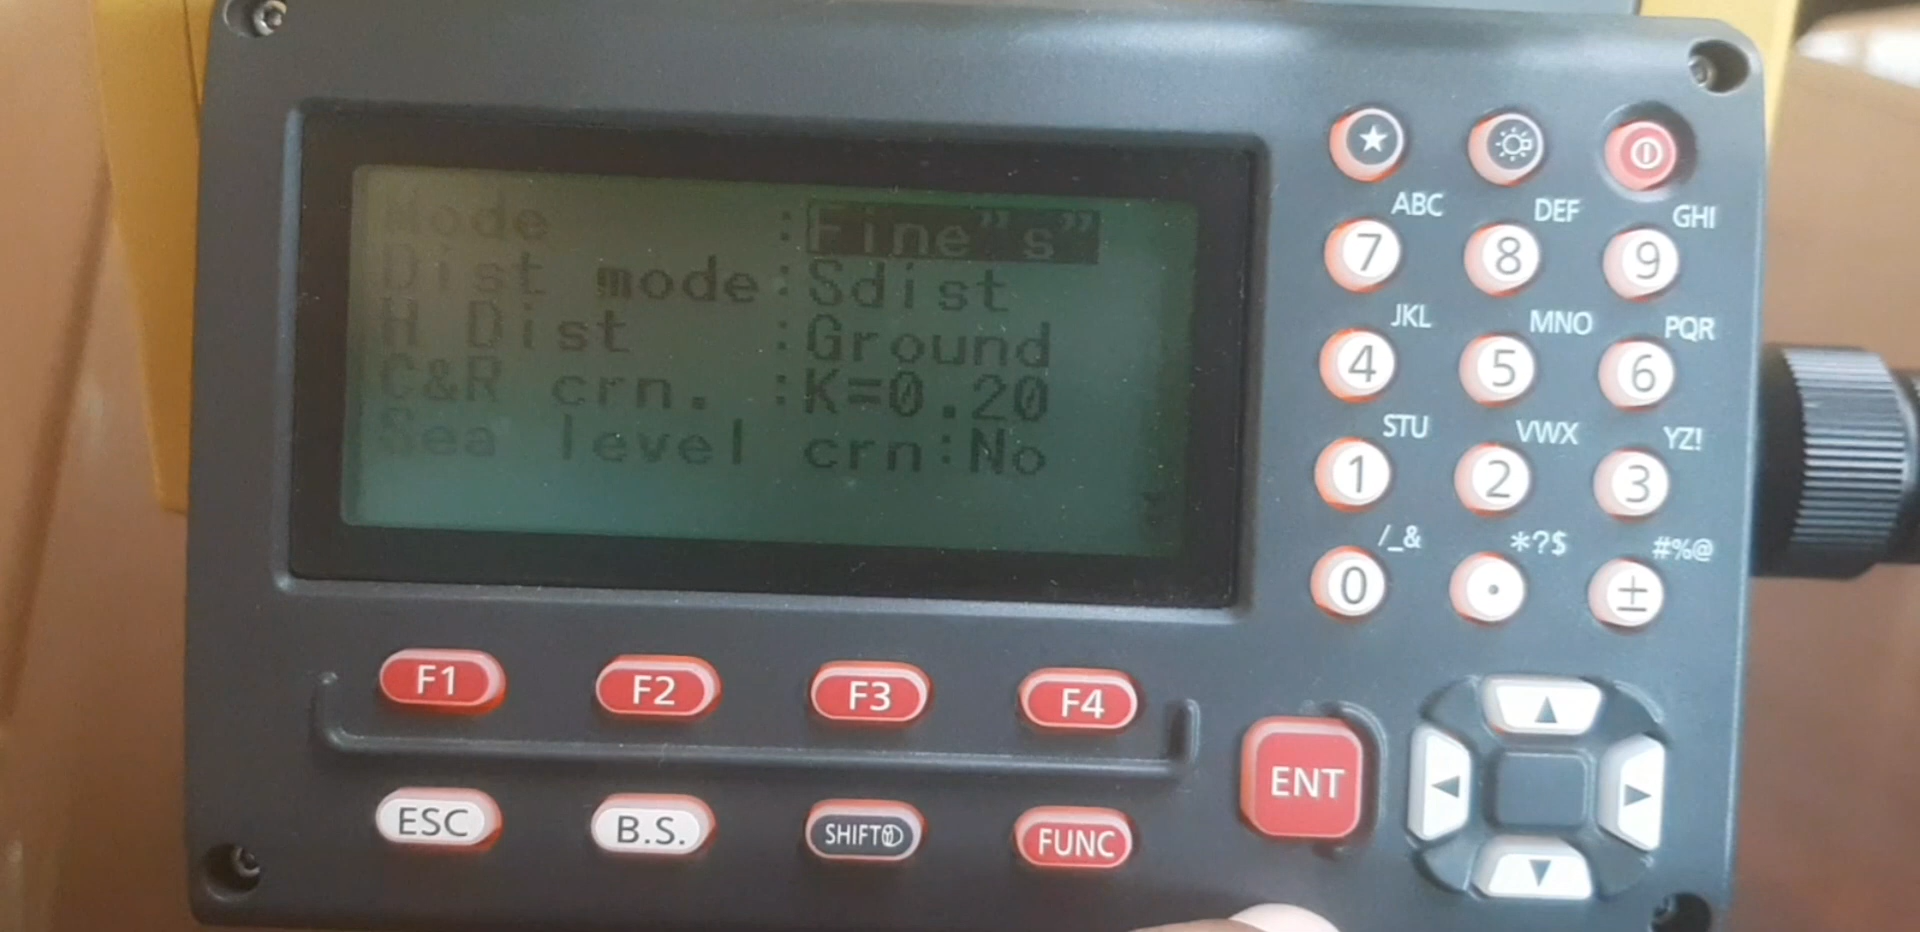 Mode :Fine"s"
Dist mode:Sdist
H Dist :Ground
C&R crn. :K=0.20
Sea level crn:No
ABC DEF GHI
7 8 9
JKL MNO PQR
4 5 6
STU VWX YZ!
1 2 3
/_& *?$ #%@
0 . ±
F1 F2 F3 F4
ENT
ESC B.S. SHIFT FUNC